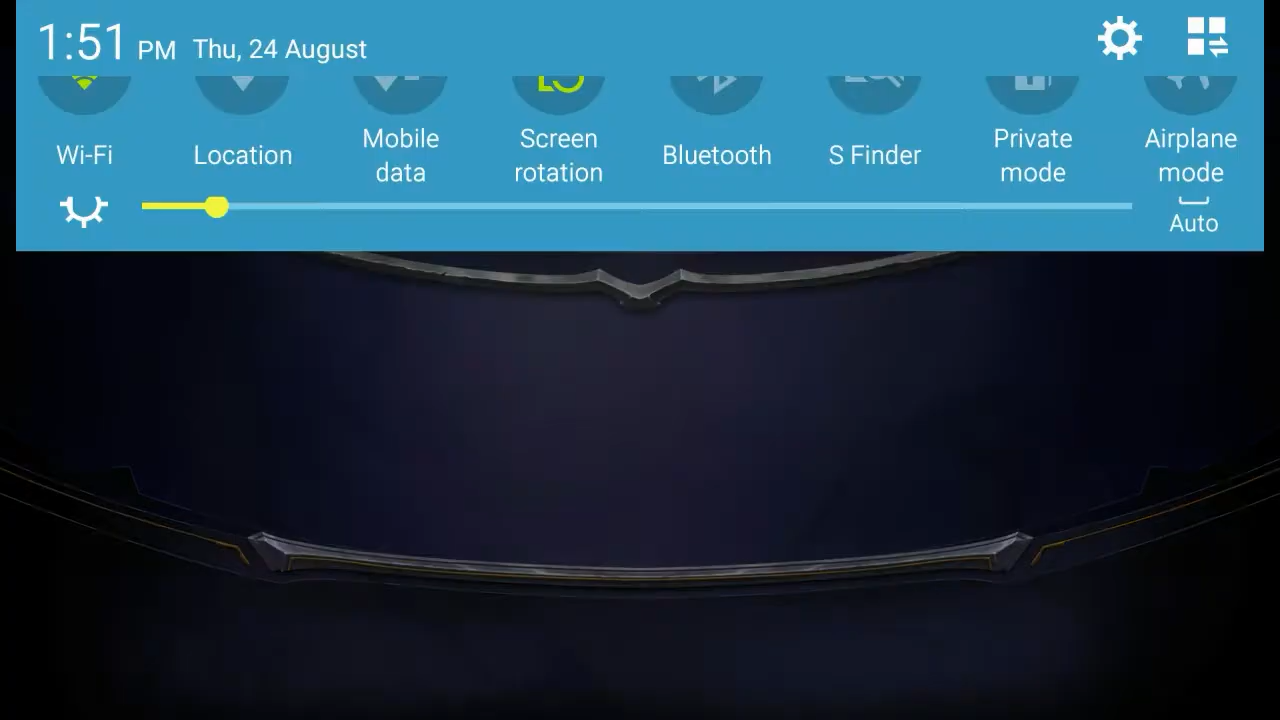 1:51 PM Thu, 24 August
Wi-Fi
Location
Mobile
data
Screen
rotation
Bluetooth
S Finder
Private
mode
Airplane
mode
Auto